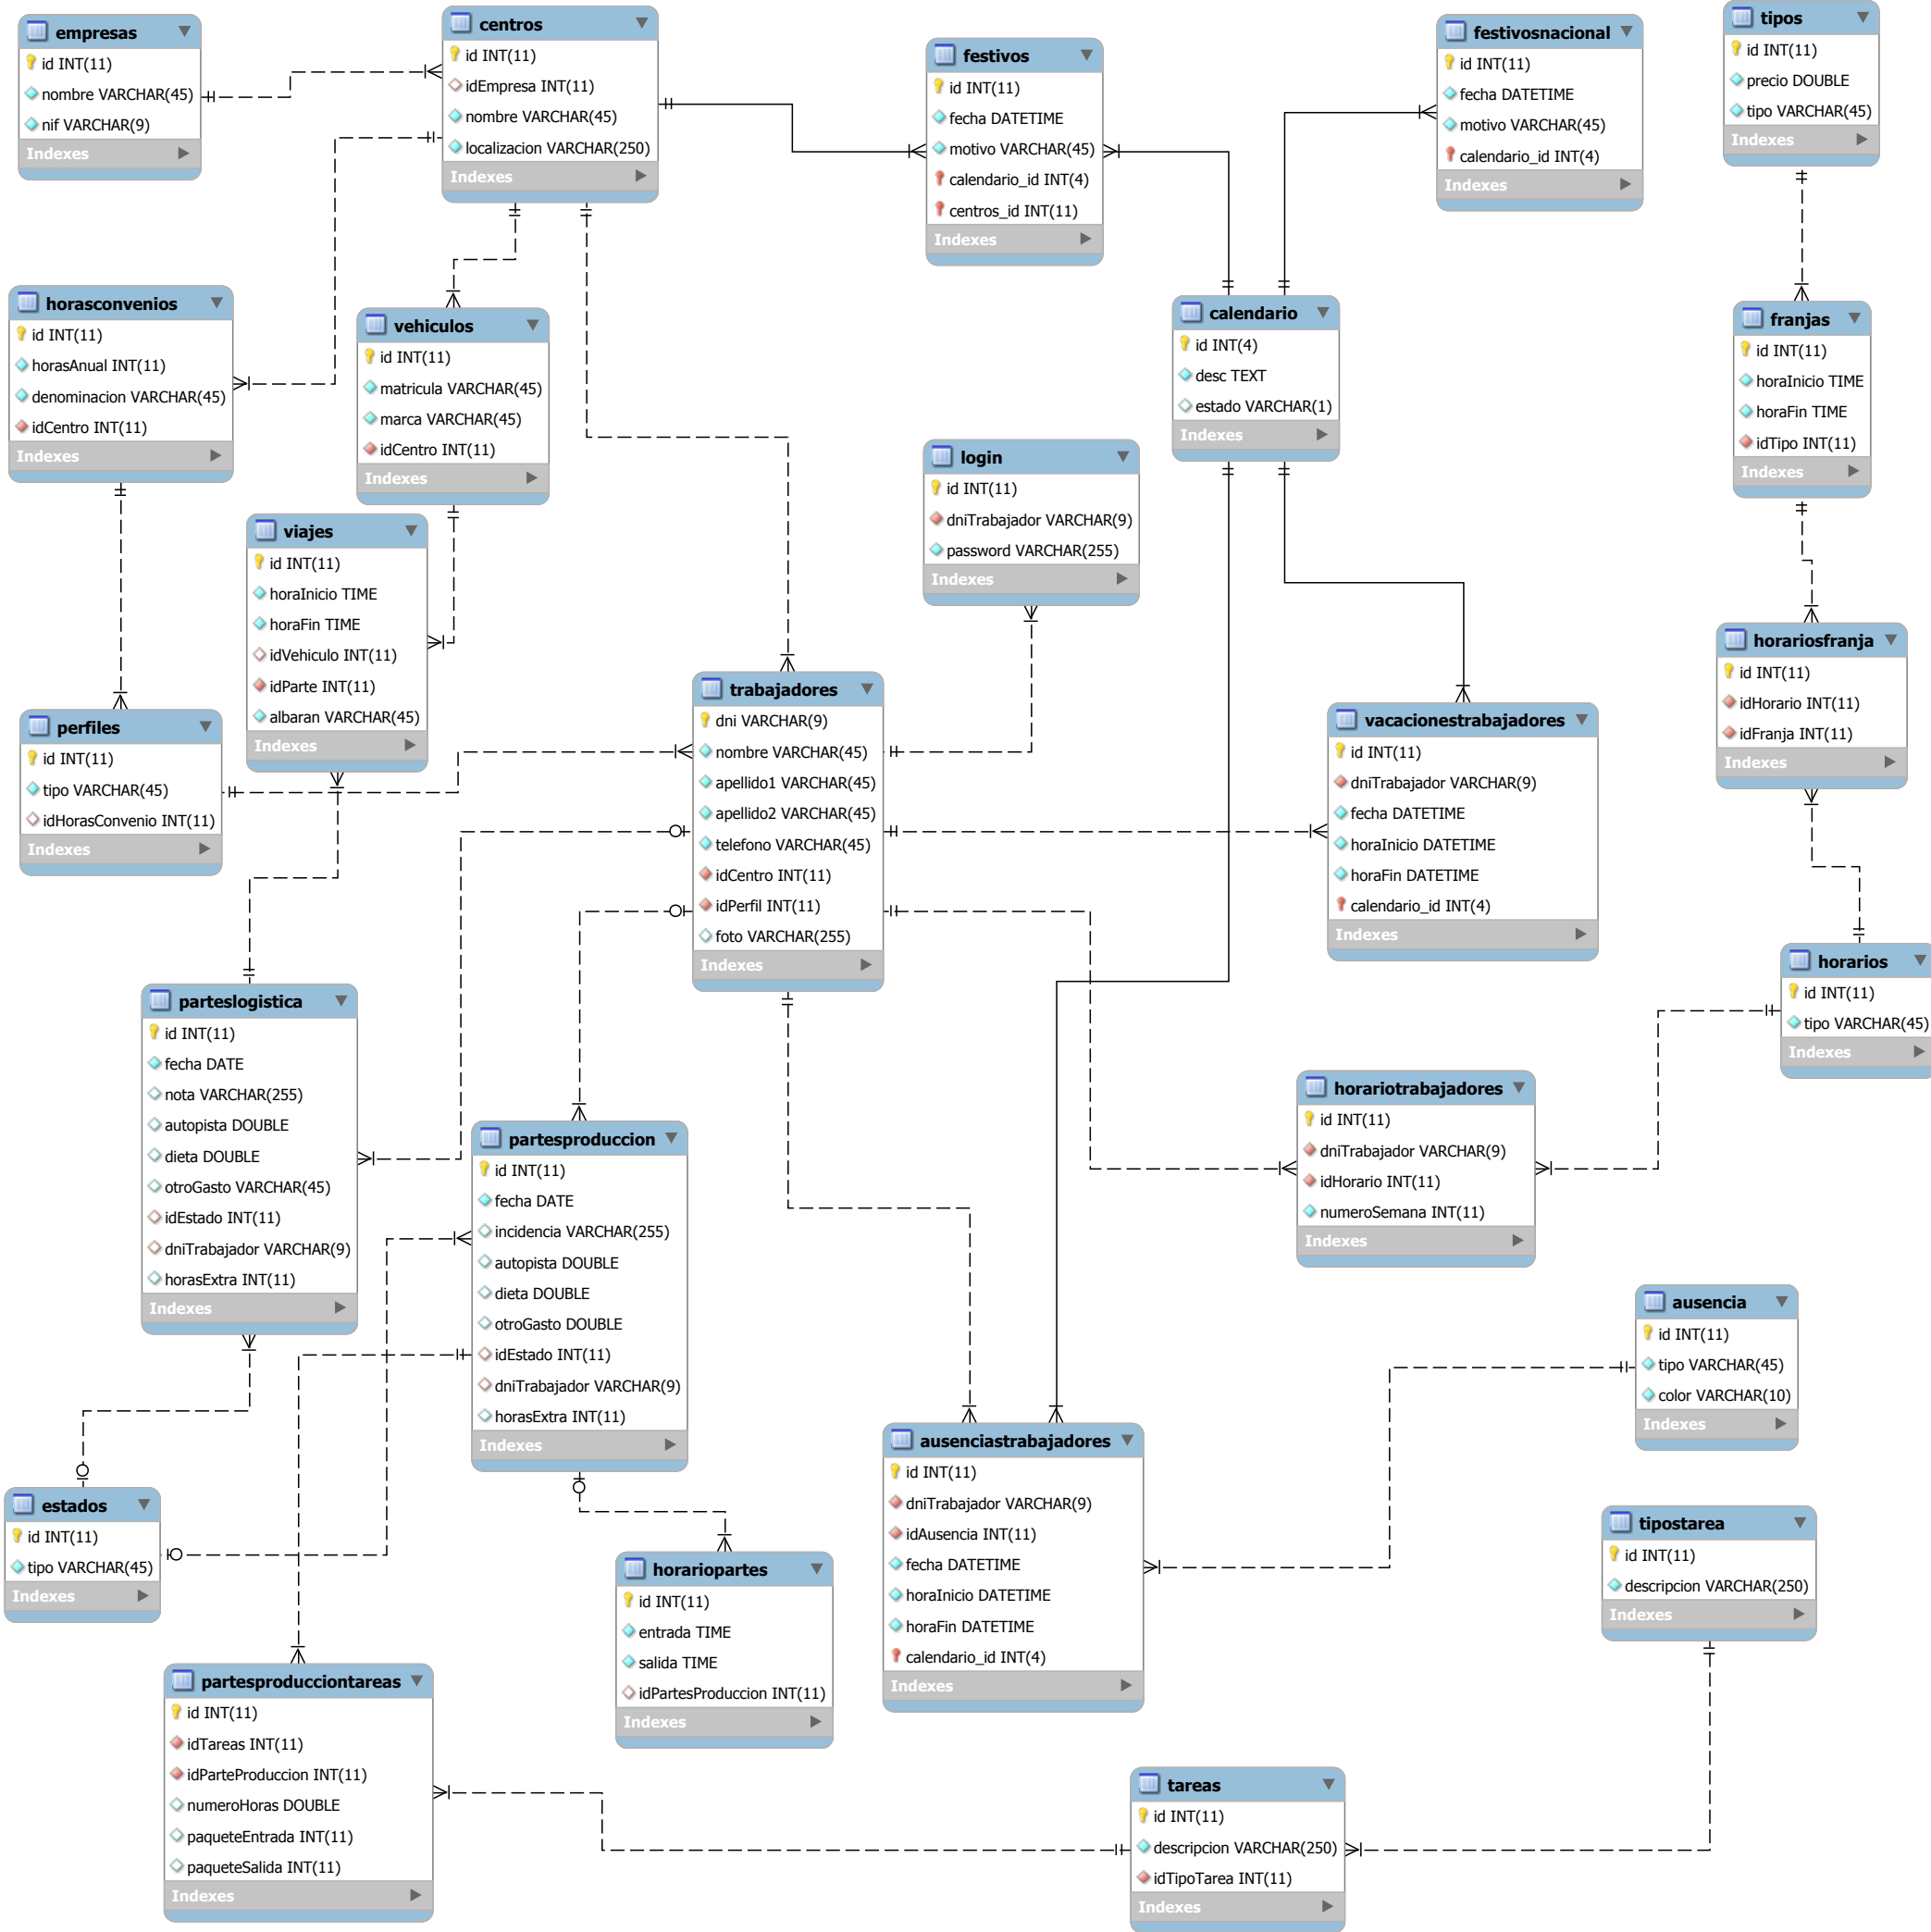 empresas
id INT(11)
nombre VARCHAR(45)
nif VARCHAR(9)
Indexes
centros
id INT(11)
idEmpresa INT(11)
nombre VARCHAR(45)
localizacion VARCHAR(250)
Indexes
festivos
id INT(11)
fecha DATETIME
motivo VARCHAR(45)
calendario_id INT(4)
centros_id INT(11)
Indexes
festivosnacional
id INT(11)
fecha DATETIME
motivo VARCHAR(45)
calendario_id INT(4)
Indexes
tipos
id INT(11)
precio DOUBLE
tipo VARCHAR(45)
Indexes
horasconvenios
id INT(11)
horasAnual INT(11)
denominacion VARCHAR(45)
idCentro INT(11)
Indexes
vehiculos
id INT(11)
matricula VARCHAR(45)
marca VARCHAR(45)
idCentro INT(11)
Indexes
calendario
id INT(4)
desc TEXT
estado VARCHAR(1)
Indexes
franjas
id INT(11)
horaInicio TIME
horaFin TIME
idTipo INT(11)
Indexes
login
id INT(11)
dniTrabajador VARCHAR(9)
password VARCHAR(255)
Indexes
viajes
id INT(11)
horaInicio TIME
horaFin TIME
idVehiculo INT(11)
idParte INT(11)
albaran VARCHAR(45)
Indexes
horariosfranja
id INT(11)
idHorario INT(11)
idFranja INT(11)
Indexes
perfiles
id INT(11)
tipo VARCHAR(45)
idHorasConvenio INT(11)
Indexes
trabajadores
dni VARCHAR(9)
nombre VARCHAR(45)
apellido1 VARCHAR(45)
apellido2 VARCHAR(45)
telefono VARCHAR(45)
idCentro INT(11)
idPerfil INT(11)
foto VARCHAR(255)
Indexes
vacacionestrabajadores
id INT(11)
dniTrabajador VARCHAR(9)
fecha DATETIME
horaInicio DATETIME
horaFin DATETIME
calendario_id INT(4)
Indexes
horarios
id INT(11)
tipo VARCHAR(45)
Indexes
parteslogistica
id INT(11)
fecha DATE
nota VARCHAR(255)
autopista DOUBLE
dieta DOUBLE
otroGasto VARCHAR(45)
idEstado INT(11)
dniTrabajador VARCHAR(9)
horasExtra INT(11)
Indexes
partesproduccion
id INT(11)
fecha DATE
incidencia VARCHAR(255)
autopista DOUBLE
dieta DOUBLE
otroGasto DOUBLE
idEstado INT(11)
dniTrabajador VARCHAR(9)
horasExtra INT(11)
Indexes
horariotrabajadores
id INT(11)
dniTrabajador VARCHAR(9)
idHorario INT(11)
numeroSemana INT(11)
Indexes
ausencia
id INT(11)
tipo VARCHAR(45)
color VARCHAR(10)
Indexes
ausenciastrabajadores
id INT(11)
dniTrabajador VARCHAR(9)
idAusencia INT(11)
fecha DATETIME
horaInicio DATETIME
horaFin DATETIME
calendario_id INT(4)
Indexes
estados
id INT(11)
tipo VARCHAR(45)
Indexes
horariopartes
id INT(11)
entrada TIME
salida TIME
idPartesProduccion INT(11)
Indexes
tipostarea
id INT(11)
descripcion VARCHAR(250)
Indexes
partesproducciontareas
id INT(11)
idTareas INT(11)
idParteProduccion INT(11)
numeroHoras DOUBLE
paqueteEntrada INT(11)
paqueteSalida INT(11)
Indexes
tareas
id INT(11)
descripcion VARCHAR(250)
idTipoTarea INT(11)
Indexes